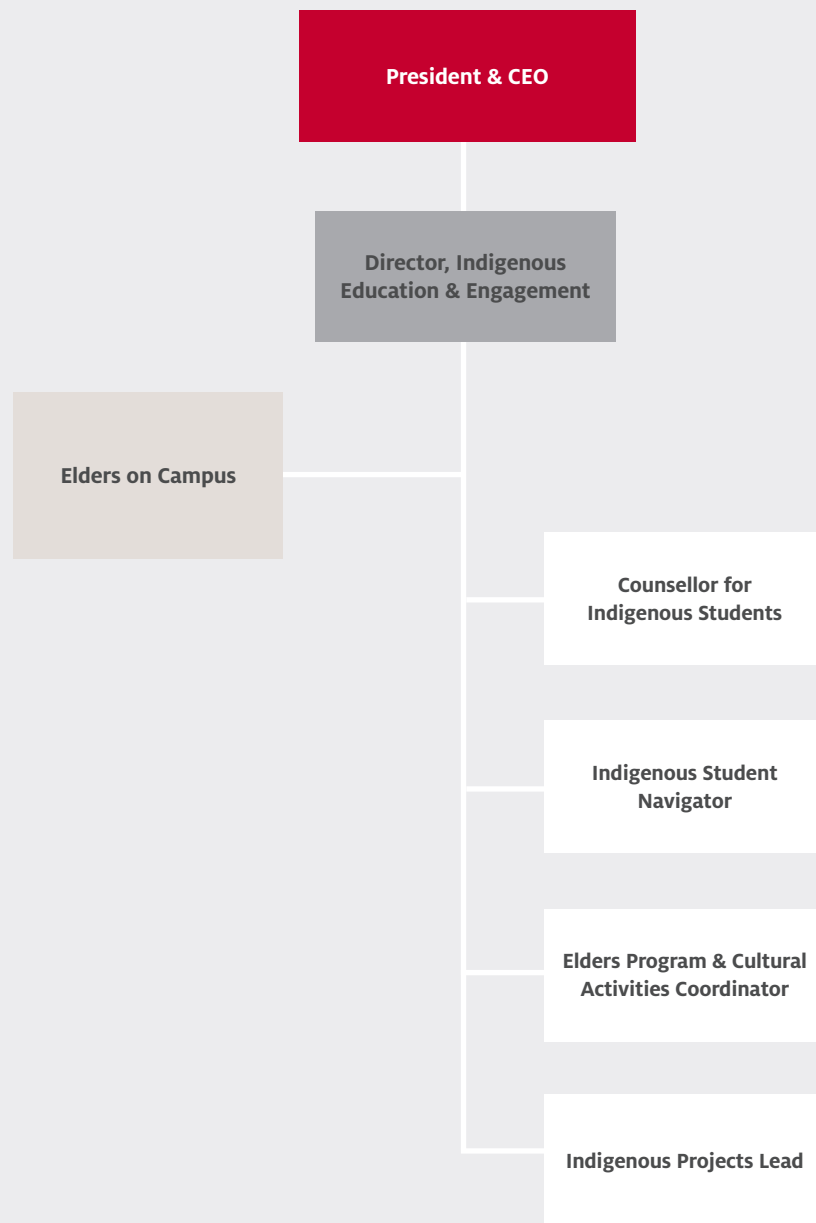 President & CEO
Director, Indigenous
Education & Engagement
Elders on Campus
Counsellor for
Indigenous Students
Indigenous Student
Navigator
Elders Program & Cultural
Activities Coordinator
Indigenous Projects Lead